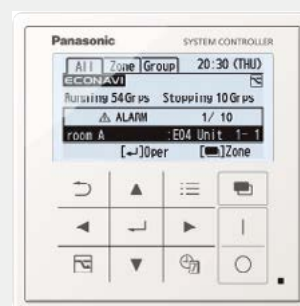 Panasonic SYSTEM CONTROLLER
All Zone Group 20:30 (THU)
ECONAVI
Running 54Grps Stopping 10Grps
⚠ ALARM 1/ 10
room A :E04 Unit 1- 1
[↵]Oper [▣]Zone
7